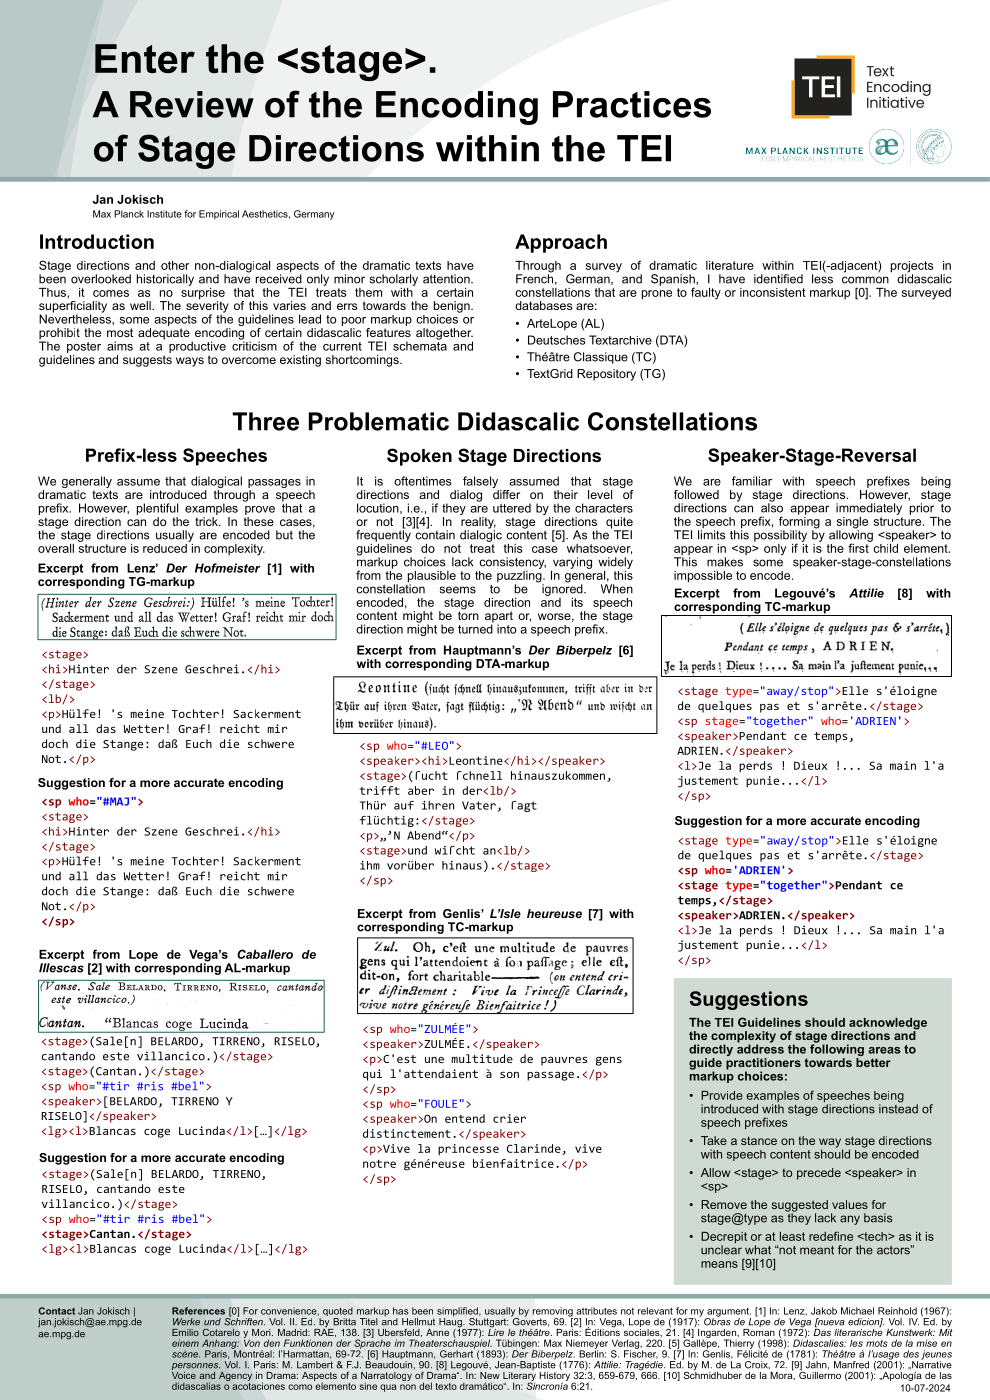 Enter the <stage>.
A Review of the Encoding Practices
of Stage Directions within the TEI
TEI
Text
Encoding
Initiative
MAX PLANCK INSTITUTE
FOR EMPIRICAL AESTHETICS
æ
Jan Jokisch
Max Planck Institute for Empirical Aesthetics, Germany
Introduction
Stage directions and other non-dialogical aspects of the dramatic texts have
been overlooked historically and have received only minor scholarly attention.
Thus, it comes as no surprise that the TEI treats them with a certain
superficiality as well. The severity of this varies and errs towards the benign.
Nevertheless, some aspects of the guidelines lead to poor markup choices or
prohibit the most adequate encoding of certain didascalic features altogether.
The poster aims at a productive criticism of the current TEI schemata and
guidelines and suggests ways to overcome existing shortcomings.
Approach
Through a survey of dramatic literature within TEI(-adjacent) projects in
French, German, and Spanish, I have identified less common didascalic
constellations that are prone to faulty or inconsistent markup [0]. The surveyed
databases are:
• ArteLope (AL)
• Deutsches Textarchive (DTA)
• Théâtre Classique (TC)
• TextGrid Repository (TG)
Three Problematic Didascalic Constellations
Prefix-less Speeches
We generally assume that dialogical passages in
dramatic texts are introduced through a speech
prefix. However, plentiful examples prove that a
stage direction can do the trick. In these cases,
the stage directions usually are encoded but the
overall structure is reduced in complexity.
Excerpt from Lenz’ Der Hofmeister [1] with
corresponding TG-markup
(Hinter der Szene Geschrei:) Hülfe! 's meine Tochter!
Sackerment und all das Wetter! Graf! reicht mir doch
die Stange: daß Euch die schwere Not.
<stage>
<hi>Hinter der Szene Geschrei.</hi>
</stage>
<lb/>
<p>Hülfe! 's meine Tochter! Sackerment
und all das Wetter! Graf! reicht mir
doch die Stange: daß Euch die schwere
Not.</p>
Suggestion for a more accurate encoding
<sp who="#MAJ">
<stage>
<hi>Hinter der Szene Geschrei.</hi>
</stage>
<p>Hülfe! 's meine Tochter! Sackerment
und all das Wetter! Graf! reicht mir
doch die Stange: daß Euch die schwere
Not.</p>
</sp>
Excerpt from Lope de Vega’s Caballero de
Illescas [2] with corresponding AL-markup
(Vanse. Sale BELARDO, TIRRENO, RISELO, cantando
este villancico.)
Cantan. “Blancas coge Lucinda
<stage>(Sale[n] BELARDO, TIRRENO, RISELO,
cantando este villancico.)</stage>
<stage>(Cantan.)</stage>
<sp who="#tir #ris #bel">
<speaker>[BELARDO, TIRRENO Y
RISELO]</speaker>
<lg><l>Blancas coge Lucinda</l>[…]</lg>
Suggestion for a more accurate encoding
<stage>(Sale[n] BELARDO, TIRRENO,
RISELO, cantando este
villancico.)</stage>
<sp who="#tir #ris #bel">
<stage>Cantan.</stage>
<lg><l>Blancas coge Lucinda</l>[…]</lg>
Spoken Stage Directions
It is oftentimes falsely assumed that stage
directions and dialog differ on their level of
locution, i.e., if they are uttered by the characters
or not [3][4]. In reality, stage directions quite
frequently contain dialogic content [5]. As the TEI
guidelines do not treat this case whatsoever,
markup choices lack consistency, varying widely
from the plausible to the puzzling. In general, this
constellation seems to be ignored. When
encoded, the stage direction and its speech
content might be torn apart or, worse, the stage
direction might be turned into a speech prefix.
Excerpt from Hauptmann’s Der Biberpelz [6]
with corresponding DTA-markup
Leontine (ſucht ſchnell hinauszukommen, trifft aber in der
Thür auf ihren Vater, ſagt flüchtig: „’N Abend“ und wiſcht an
ihm vorüber hinaus).
<sp who="#LEO">
<speaker><hi>Leontine</hi></speaker>
<stage>(ſucht ſchnell hinauszukommen,
trifft aber in der<lb/>
Thür auf ihren Vater, ſagt
flüchtig:</stage>
<p>„’N Abend“</p>
<stage>und wiſcht an<lb/>
ihm vorüber hinaus).</stage>
</sp>
Excerpt from Genlis’ L’Isle heureuse [7] with
corresponding TC-markup
Zul. Oh, c'eſt une multitude de pauvres
gens qui l'attendoient à ſon paſſage; elle eſt,
dit-on, fort charitable——— (on entend cri-
er diſtinctement: Vive la Princeſſe Clarinde,
vive notre généreuſe Bienfaitrice!)
<sp who="ZULMÉE">
<speaker>ZULMÉE.</speaker>
<p>C'est une multitude de pauvres gens
qui l'attendaient à son passage.</p>
</sp>
<sp who="FOULE">
<speaker>On entend crier
distinctement.</speaker>
<p>Vive la princesse Clarinde, vive
notre généreuse bienfaitrice.</p>
</sp>
Speaker-Stage-Reversal
We are familiar with speech prefixes being
followed by stage directions. However, stage
directions can also appear immediately prior to
the speech prefix, forming a single structure. The
TEI limits this possibility by allowing <speaker> to
appear in <sp> only if it is the first child element.
This makes some speaker-stage-constellations
impossible to encode.
Excerpt from Legouvé’s Attilie [8] with
corresponding TC-markup
(Elle s'éloigne de quelques pas & s'arrête.)
Pendant ce temps, ADRIEN.
Je la perds! Dieux!.... Sa main l'a juſtement punie...
<stage type="away/stop">Elle s'éloigne
de quelques pas et s'arrête.</stage>
<sp stage="together" who='ADRIEN'>
<speaker>Pendant ce temps,
ADRIEN.</speaker>
<l>Je la perds ! Dieux !... Sa main l'a
justement punie...</l>
</sp>
Suggestion for a more accurate encoding
<stage type="away/stop">Elle s'éloigne
de quelques pas et s'arrête.</stage>
<sp who='ADRIEN'>
<stage type="together">Pendant ce
temps,</stage>
<speaker>ADRIEN.</speaker>
<l>Je la perds ! Dieux !... Sa main l'a
justement punie...</l>
</sp>
Suggestions
The TEI Guidelines should acknowledge
the complexity of stage directions and
directly address the following areas to
guide practitioners towards better
markup choices:
• Provide examples of speeches being
introduced with stage directions instead of
speech prefixes
• Take a stance on the way stage directions
with speech content should be encoded
• Allow <stage> to precede <speaker> in
<sp>
• Remove the suggested values for
stage@type as they lack any basis
• Decrepit or at least redefine <tech> as it is
unclear what “not meant for the actors”
means [9][10]
Contact Jan Jokisch |
jan.jokisch@ae.mpg.de
ae.mpg.de
References [0] For convenience, quoted markup has been simplified, usually by removing attributes not relevant for my argument. [1] In: Lenz, Jakob Michael Reinhold (1967):
Werke und Schriften. Vol. II. Ed. by Britta Titel and Hellmut Haug. Stuttgart: Goverts, 69. [2] In: Vega, Lope de (1917): Obras de Lope de Vega [nueva edicion]. Vol. IV. Ed. by
Emilio Cotarelo y Mori. Madrid: RAE, 138. [3] Ubersfeld, Anne (1977): Lire le théâtre. Paris: Éditions sociales, 21. [4] Ingarden, Roman (1972): Das literarische Kunstwerk: Mit
einem Anhang: Von den Funktionen der Sprache im Theaterschauspiel. Tübingen: Max Niemeyer Verlag, 220. [5] Gallèpe, Thierry (1998): Didascalies: les mots de la mise en
scène. Paris, Montréal: l'Harmattan, 69-72. [6] Hauptmann, Gerhart (1893): Der Biberpelz. Berlin: S. Fischer, 9. [7] In: Genlis, Félicité de (1781): Théâtre à l'usage des jeunes
personnes. Vol. I. Paris: M. Lambert & F.J. Beaudouin, 90. [8] Legouvé, Jean-Baptiste (1776): Attilie: Tragédie. Ed. by M. de La Croix, 72. [9] Jahn, Manfred (2001): „Narrative
Voice and Agency in Drama: Aspects of a Narratology of Drama“. In: New Literary History 32:3, 659-679, 666. [10] Schmidhuber de la Mora, Guillermo (2001): „Apología de las
didascalias o acotaciones como elemento sine qua non del texto dramático“. In: Sincronía 6:21.
10-07-2024